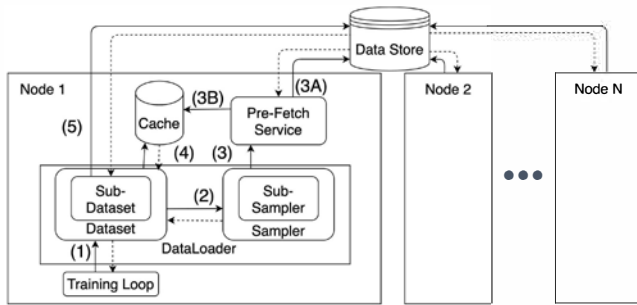 Data Store
Node 1
(3B)
(3A)
Node 2
Node N
Cache
Pre-Fetch
Service
(5)
(4)
(3)
Sub-
Dataset
Dataset
(2)
Sub-
Sampler
Sampler
(1)
DataLoader
Training Loop